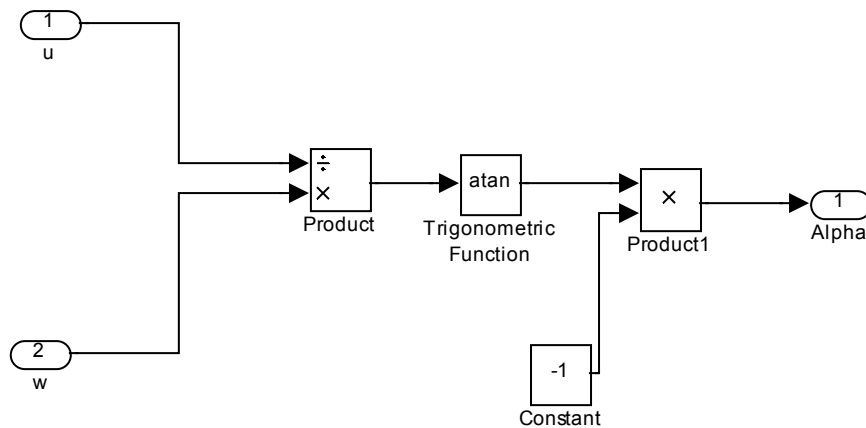 1
u
÷
×
Product
atan
Trigonometric
Function
×
Product1
1
Alpha
2
w
-1
Constant